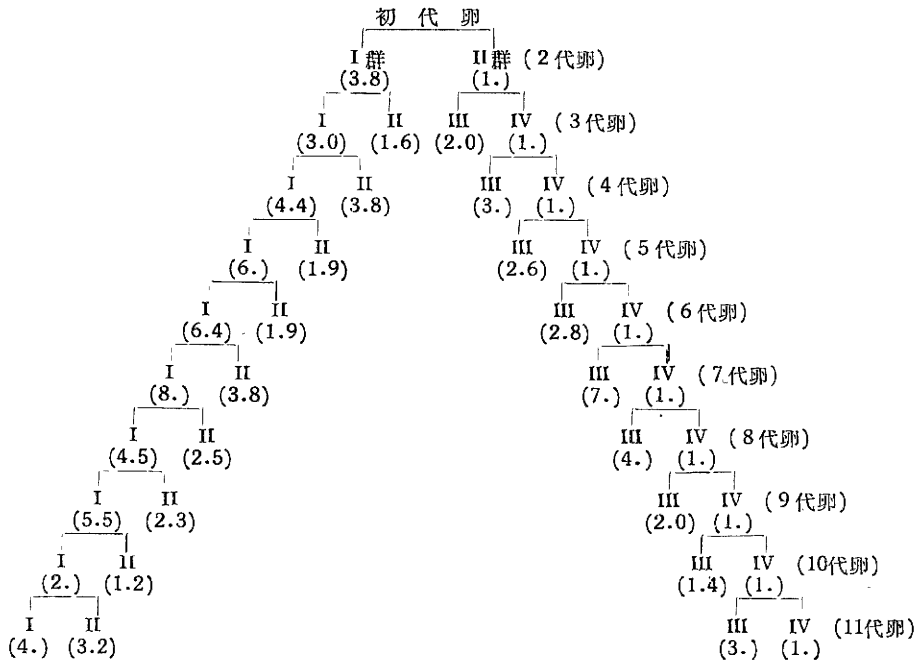 初代卵
I群 II群 (2代卵)
(3.8) (1.)
I II III IV (3代卵)
(3.0) (1.6) (2.0) (1.)
I II III IV (4代卵)
(4.4) (3.8) (3.) (1.)
I II III IV (5代卵)
(6.) (1.9) (2.6) (1.)
I II III IV (6代卵)
(6.4) (1.9) (2.8) (1.)
I II III IV (7代卵)
(8.) (3.8) (7.) (1.)
I II III IV (8代卵)
(4.5) (2.5) (4.) (1.)
I II III IV (9代卵)
(5.5) (2.3) (2.0) (1.)
I II III IV (10代卵)
(2.) (1.2) (1.4) (1.)
I II III IV (11代卵)
(4.) (3.2) (3.) (1.)